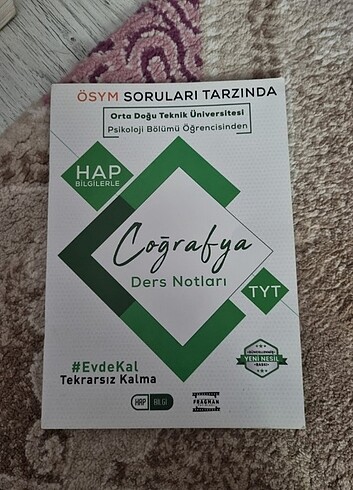 ÖSYM SORULARI TARZINDA
Orta Doğu Teknik Üniversitesi
Psikoloji Bölümü Öğrencisinden
HAP
BİLGİLERLE
Coğrafya
Ders Notları
TYT
#EvdeKal
Tekrarsız Kalma
YENİ NESİL
HAP BİLGİ
FRAGMAN